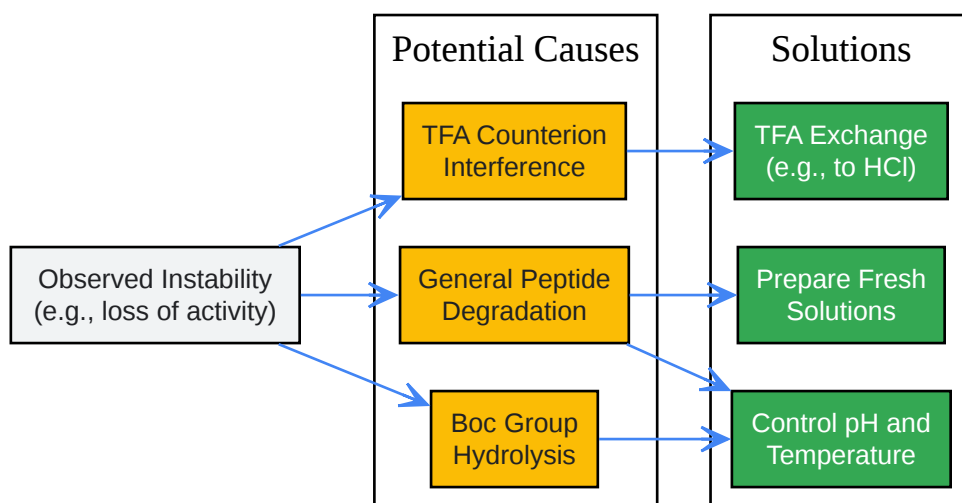 Potential Causes
Solutions
TFA Counterion
Interference
TFA Exchange
(e.g., to HCl)
Observed Instability
(e.g., loss of activity)
General Peptide
Degradation
Prepare Fresh
Solutions
Boc Group
Hydrolysis
Control pH and
Temperature